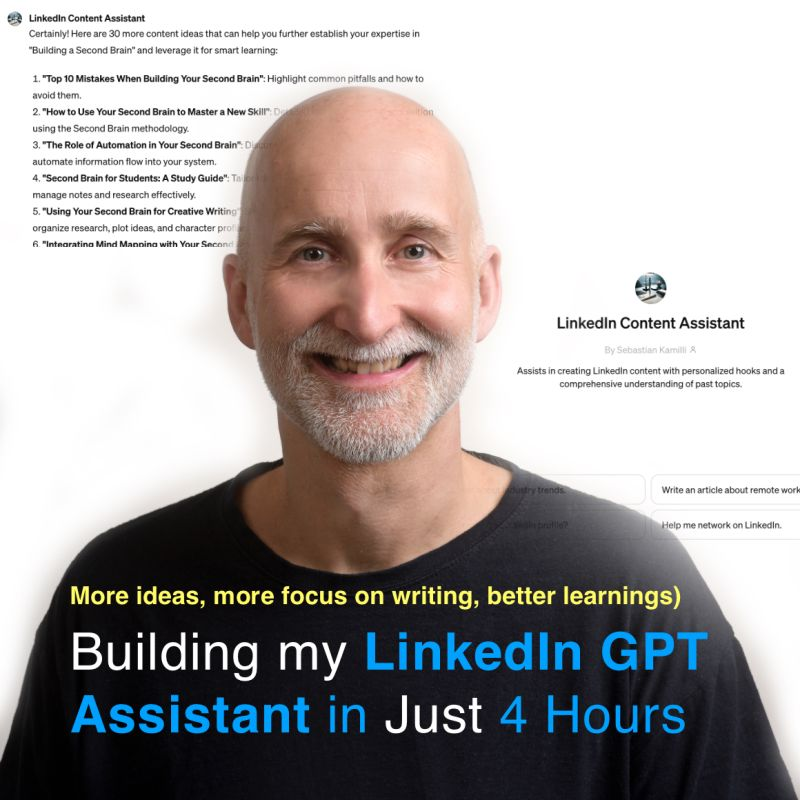 LinkedIn Content Assistant
Certainly! Here are 30 more content ideas that can help you further establish your expertise in
"Building a Second Brain" and leverage it for smart learning:
1. "Top 10 Mistakes When Building Your Second Brain": Highlight common pitfalls and how to
avoid them.
2. "How to Use Your Second Brain to Master a New Skill":
using the Second Brain methodology.
3. "The Role of Automation in Your Second Brain":
automate information flow into your system.
4. "Second Brain for Students: A Study Guide":
manage notes and research effectively.
5. "Using Your Second Brain for Creative Writing"
organize research, plot ideas, and character
6. "Integrating Mind Mapping with Your Second
LinkedIn Content Assistant
By Sebastian Kamilli
Assists in creating LinkedIn content with personalized hooks and a
comprehensive understanding of past topics.
industry trends.
Write an article about remote work
profile?
Help me network on LinkedIn.
More ideas, more focus on writing, better learnings)
Building my LinkedIn GPT
Assistant in Just 4 Hours